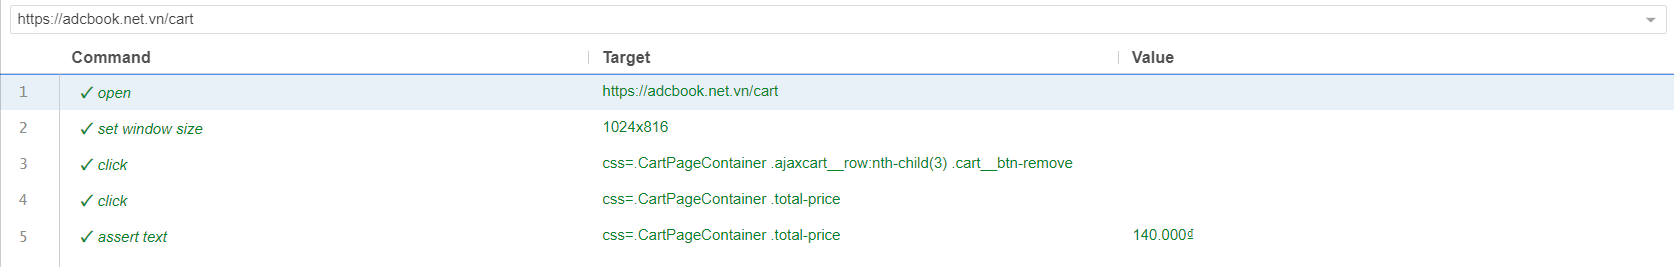 https://adcbook.net.vn/cart
Command Target Value
1 ✓ open https://adcbook.net.vn/cart
2 ✓ set window size 1024x816
3 ✓ click css=.CartPageContainer .ajaxcart__row:nth-child(3) .cart__btn-remove
4 ✓ click css=.CartPageContainer .total-price
5 ✓ assert text css=.CartPageContainer .total-price 140.000₫